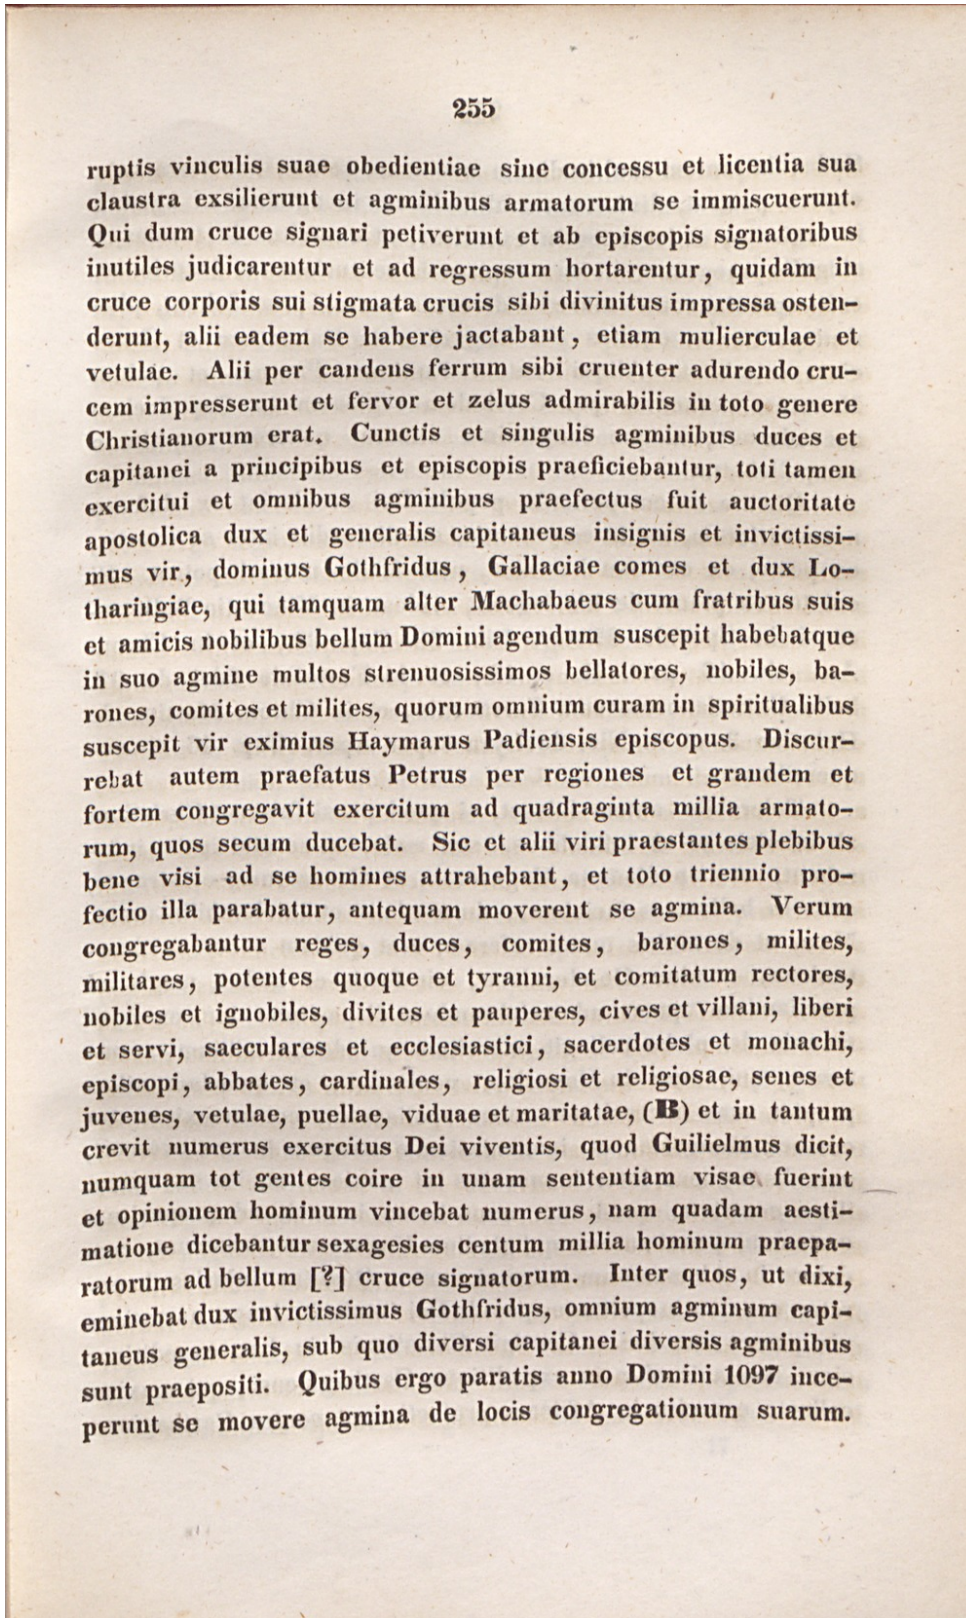 255
ruptis vinculis suae obedientiae sine concessu et licentia sua
claustra exsilierunt et agminibus armatorum se immiscuerunt.
Qui dum cruce signari petiverunt et ab episcopis signatoribus
inutiles judicarentur et ad regressum hortarentur, quidam in
cruce corporis sui stigmata crucis sibi divinitus impressa osten-
derunt, alii eadem se habere jactabant, etiam mulierculae et
vetulae. Alii per candens ferrum sibi cruenter adurendo cru-
cem impresserunt et fervor et zelus admirabilis in toto genere
Christianorum erat. Cunctis et singulis agminibus duces et
capitanei a principibus et episcopis praeficiebantur, toti tamen
exercitui et omnibus agminibus praefectus fuit auctoritate
apostolica dux et generalis capitaneus insignis et invictissi-
mus vir, dominus Gothfridus, Gallaciae comes et dux Lo-
tharingiae, qui tamquam alter Machabaeus cum fratribus suis
et amicis nobilibus bellum Domini agendum suscepit habebatque
in suo agmine multos strenuosissimos bellatores, nobiles, ba-
rones, comites et milites, quorum omnium curam in spiritualibus
suscepit vir eximius Haymarus Padiensis episcopus. Discur-
rebat autem praefatus Petrus per regiones et grandem et
fortem congregavit exercitum ad quadraginta millia armato-
rum, quos secum ducebat. Sic et alii viri praestantes plebibus
bene visi ad se homines attrahebant, et toto triennio pro-
fectio illa parabatur, antequam moverent se agmina. Verum
congregabantur reges, duces, comites, barones, milites,
militares, potentes quoque et tyranni, et comitatum rectores,
nobiles et ignobiles, divites et pauperes, cives et villani, liberi
et servi, saeculares et ecclesiastici, sacerdotes et monachi,
episcopi, abbates, cardinales, religiosi et religiosae, senes et
juvenes, vetulae, puellae, viduae et maritatae, (B) et in tantum
crevit numerus exercitus Dei viventis, quod Guilielmus dicit,
numquam tot gentes coire in unam sententiam visae fuerint
et opinionem hominum vincebat numerus, nam quadam aesti-
matione dicebantur sexagesies centum millia hominum praepa-
ratorum ad bellum [?] cruce signatorum. Inter quos, ut dixi,
eminebat dux invictissimus Gothfridus, omnium agminum capi-
taneus generalis, sub quo diversi capitanei diversis agminibus
sunt praepositi. Quibus ergo paratis anno Domini 1097 ince-
perunt se movere agmina de locis congregationum suarum.